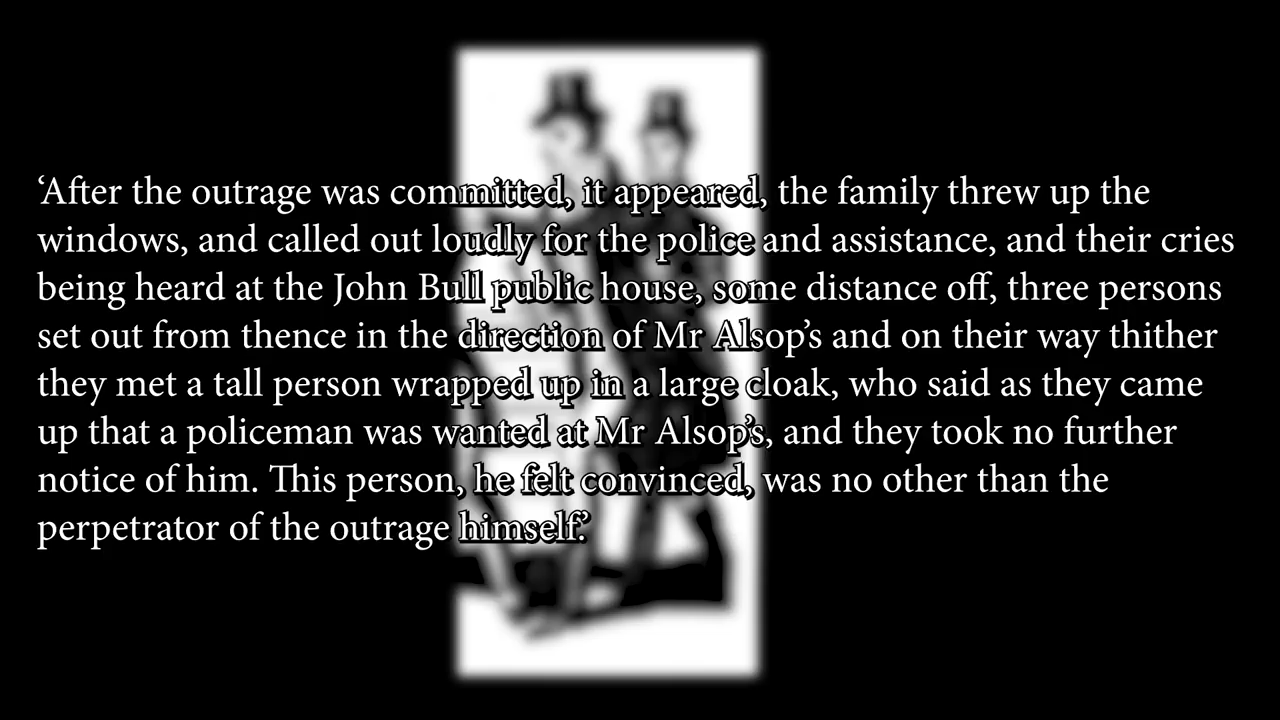 ‘After the outrage was committed, it appeared, the family threw up the
windows, and called out loudly for the police and assistance, and their cries
being heard at the John Bull public house, some distance off, three persons
set out from thence in the direction of Mr Alsop’s and on their way thither
they met a tall person wrapped up in a large cloak, who said as they came
up that a policeman was wanted at Mr Alsop’s, and they took no further
notice of him. This person, he felt convinced, was no other than the
perpetrator of the outrage himself.’